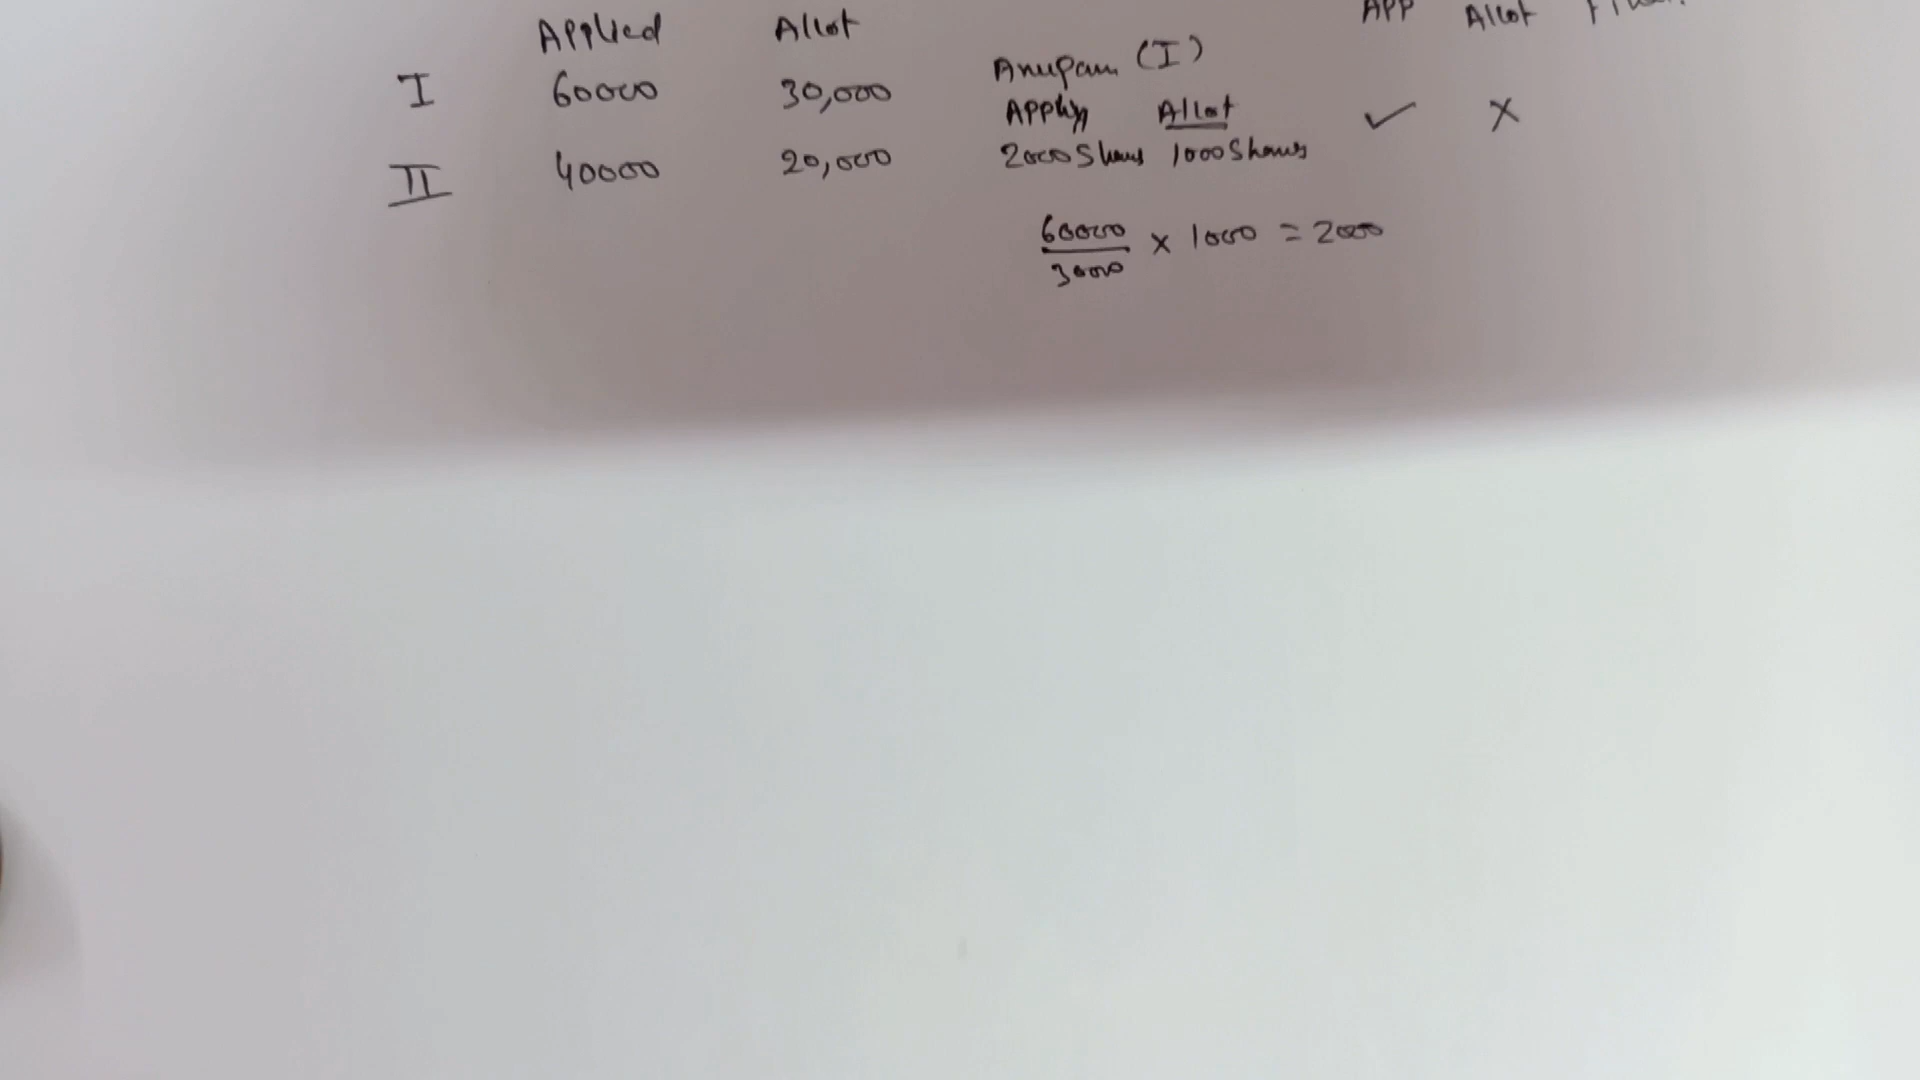 Applied Allot
I 60000 30,000
II 40000 20,000
Anupam (I)
Apply Allot
2000 Shares 1000 Shares
60000
3000 × 1000 = 2000
APP Allot
✓ ×